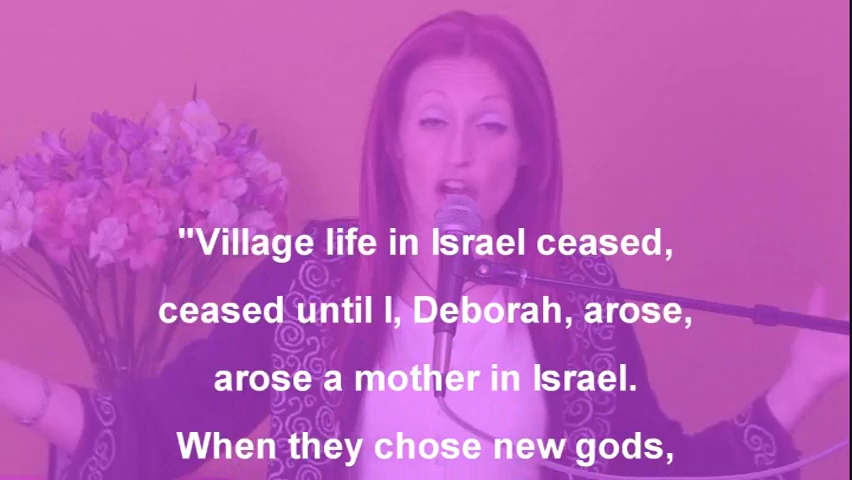 "Village life in Israel ceased,
ceased until I, Deborah, arose,
arose a mother in Israel.
When they chose new gods,